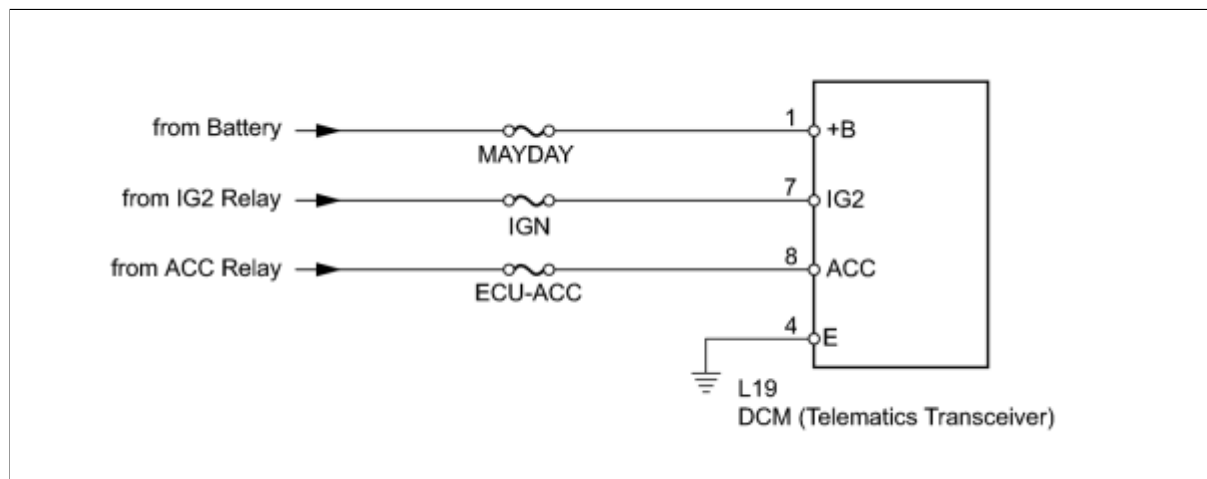 from Battery
MAYDAY
1
+B
from IG2 Relay
IGN
7
IG2
from ACC Relay
ECU-ACC
8
ACC
4
E
L19
DCM (Telematics Transceiver)